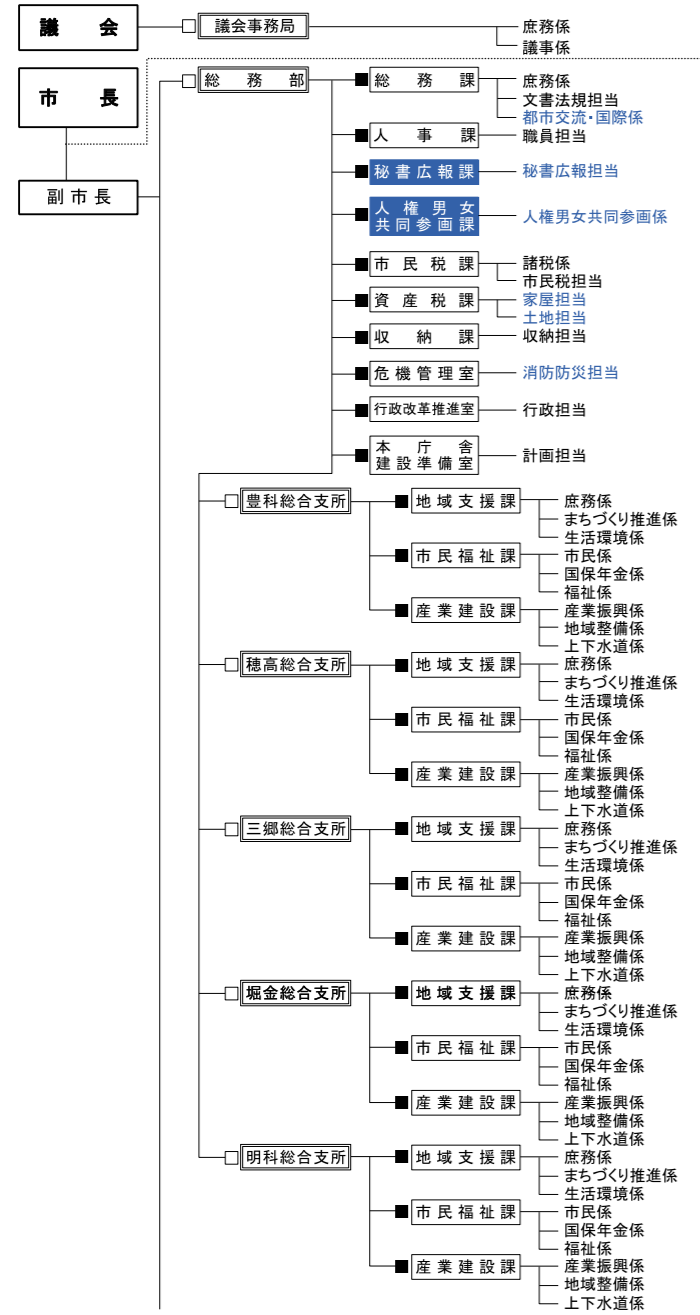 議会
□ 議会事務局
庶務係
議事係
市長
副市長
□ 総務部
■ 総務課
庶務係
文書法規担当
都市交流・国際係
■ 人事課
職員担当
■ 秘書広報課
秘書広報担当
■ 人権男女
共同参画課
人権男女共同参画係
■ 市民税課
諸税係
市民税担当
■ 資産税課
家屋担当
土地担当
■ 収納課
収納担当
■ 危機管理室
消防防災担当
■ 行政改革推進室
行政担当
■ 本庁舎
建設準備室
計画担当
□ 豊科総合支所
■ 地域支援課
庶務係
まちづくり推進係
生活環境係
■ 市民福祉課
市民係
国保年金係
福祉係
■ 産業建設課
産業振興係
地域整備係
上下水道係
□ 穂高総合支所
■ 地域支援課
庶務係
まちづくり推進係
生活環境係
■ 市民福祉課
市民係
国保年金係
福祉係
■ 産業建設課
産業振興係
地域整備係
上下水道係
□ 三郷総合支所
■ 地域支援課
庶務係
まちづくり推進係
生活環境係
■ 市民福祉課
市民係
国保年金係
福祉係
■ 産業建設課
産業振興係
地域整備係
上下水道係
□ 堀金総合支所
■ 地域支援課
庶務係
まちづくり推進係
生活環境係
■ 市民福祉課
市民係
国保年金係
福祉係
■ 産業建設課
産業振興係
地域整備係
上下水道係
□ 明科総合支所
■ 地域支援課
庶務係
まちづくり推進係
生活環境係
■ 市民福祉課
市民係
国保年金係
福祉係
■ 産業建設課
産業振興係
地域整備係
上下水道係